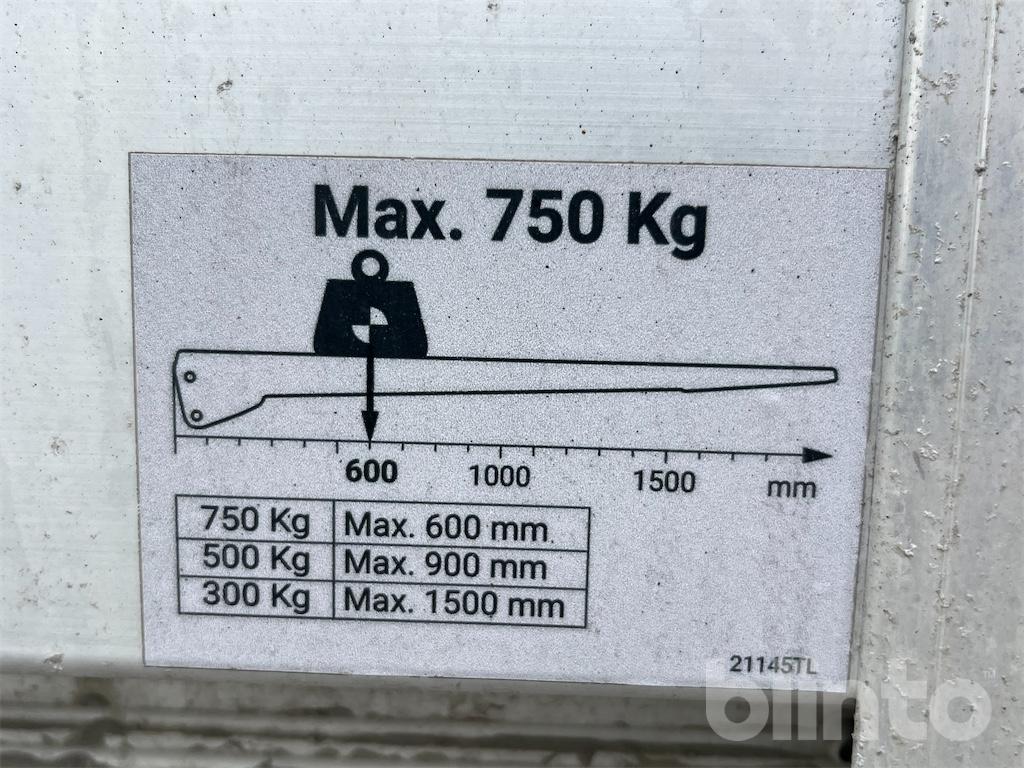 Max. 750 Kg
600 1000 1500 mm
750 Kg Max. 600 mm
500 Kg Max. 900 mm
300 Kg Max. 1500 mm
21145TL
blinto™